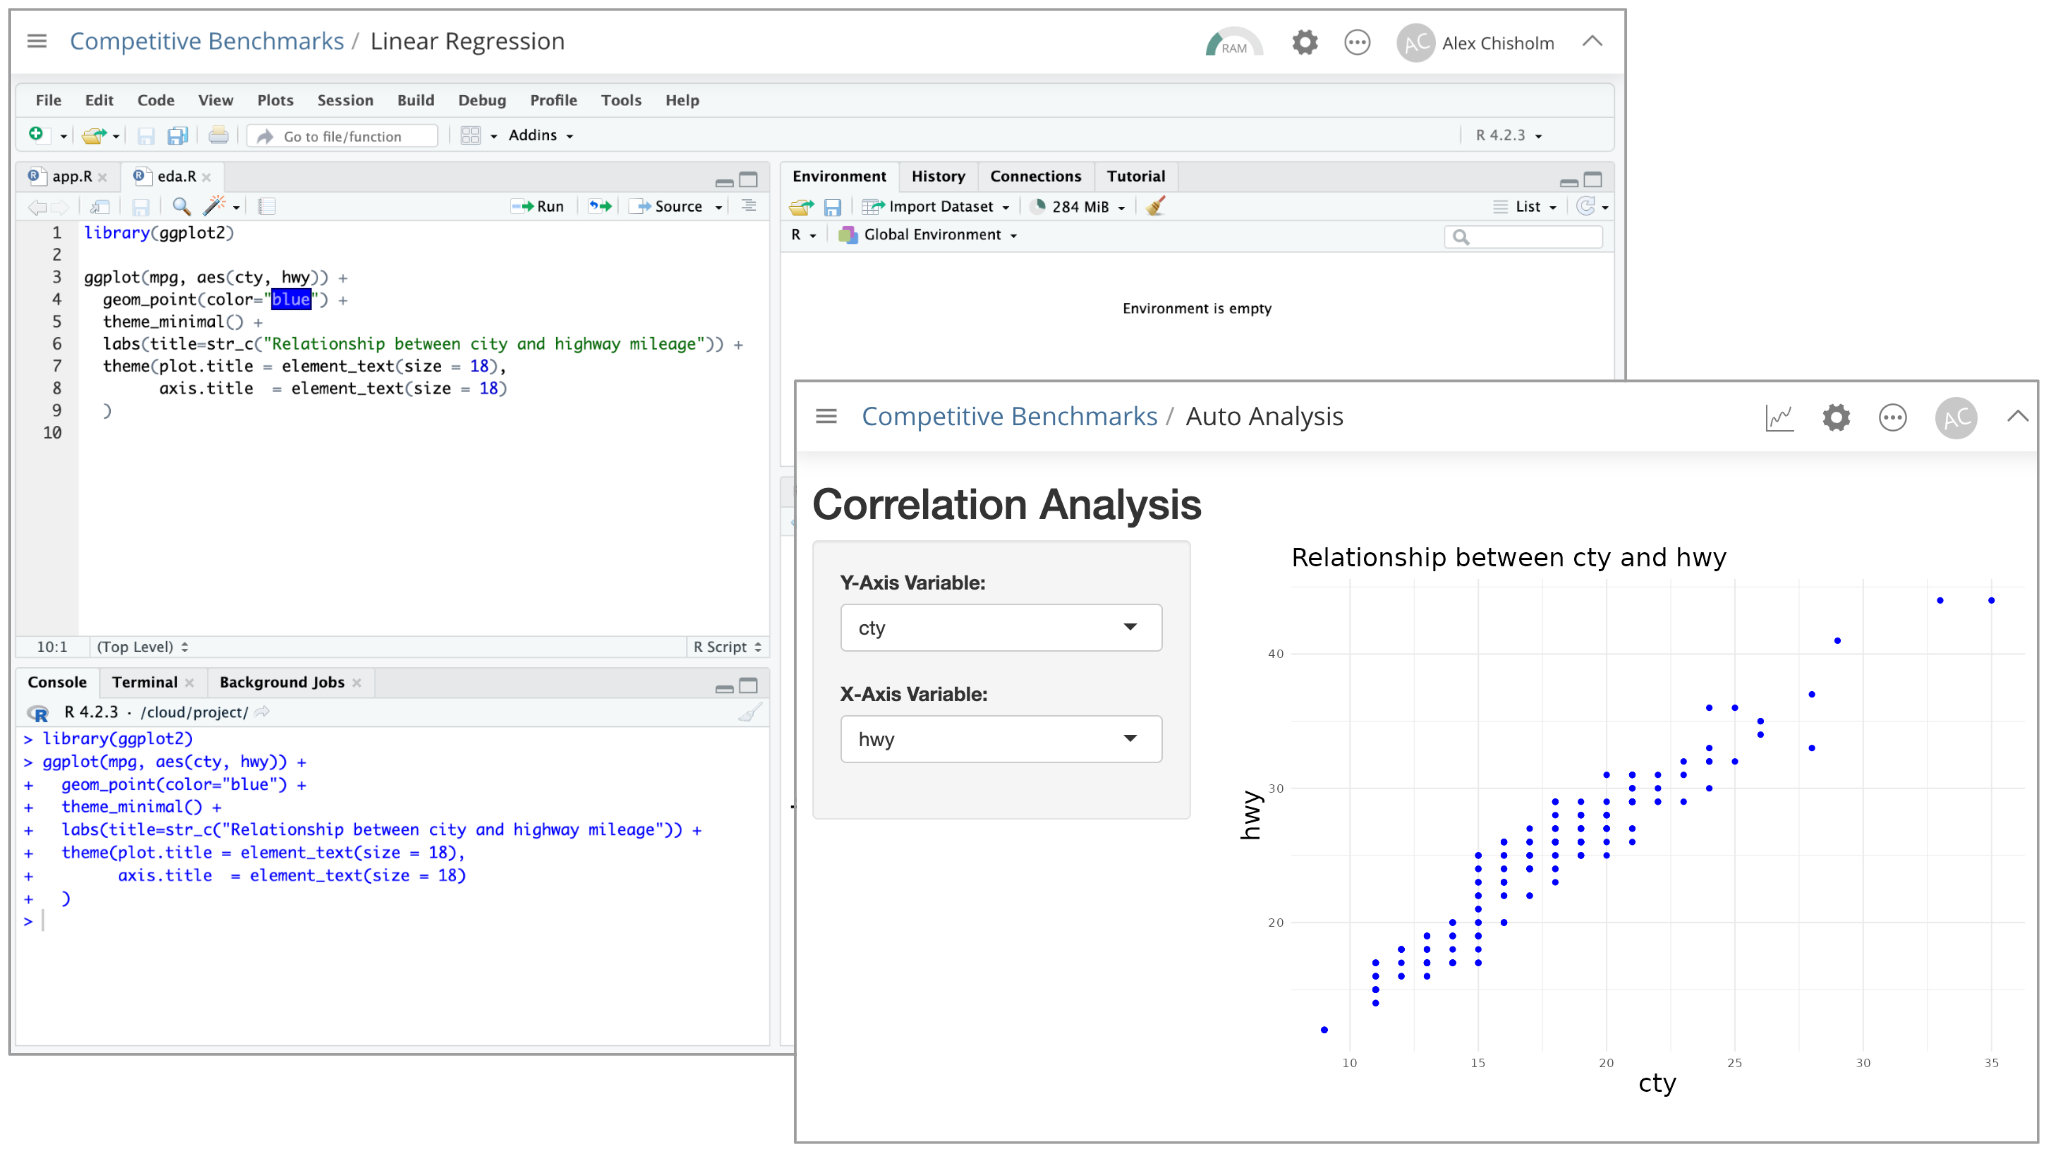 Competitive Benchmarks / Linear Regression
RAM
AC Alex Chisholm
File Edit Code View Plots Session Build Debug Profile Tools Help
Go to file/function
Addins
R 4.2.3
app.R
eda.R
Run
Source
1 library(ggplot2)
2
3 ggplot(mpg, aes(cty, hwy)) +
4   geom_point(color="blue") +
5   theme_minimal() +
6   labs(title=str_c("Relationship between city and highway mileage")) +
7   theme(plot.title = element_text(size = 18),
8         axis.title  = element_text(size = 18)
9   )
10
10:1 (Top Level)
R Script
Console Terminal Background Jobs
R 4.2.3 · /cloud/project/
> library(ggplot2)
> ggplot(mpg, aes(cty, hwy)) +
+   geom_point(color="blue") +
+   theme_minimal() +
+   labs(title=str_c("Relationship between city and highway mileage")) +
+   theme(plot.title = element_text(size = 18),
+         axis.title  = element_text(size = 18)
+   )
>
Environment History Connections Tutorial
Import Dataset
284 MiB
List
R
Global Environment
Environment is empty
Competitive Benchmarks / Auto Analysis
AC
Correlation Analysis
Y-Axis Variable:
cty
X-Axis Variable:
hwy
Relationship between cty and hwy
40
30
20
hwy
10 15 20 25 30 35
cty